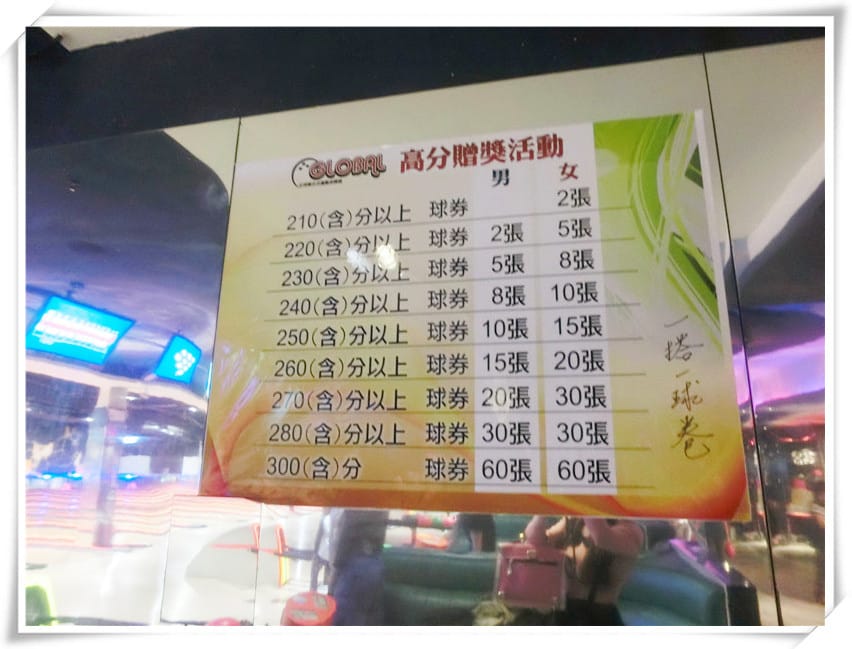 GLOBAL 高分贈獎活動
男 女
210(含)分以上 球券 2張
220(含)分以上 球券 2張 5張
230(含)分以上 球券 5張 8張
240(含)分以上 球券 8張 10張
250(含)分以上 球券 10張 15張
260(含)分以上 球券 15張 20張
270(含)分以上 球券 20張 30張
280(含)分以上 球券 30張 30張
300(含)分 球券 60張 60張
一搭一球卷